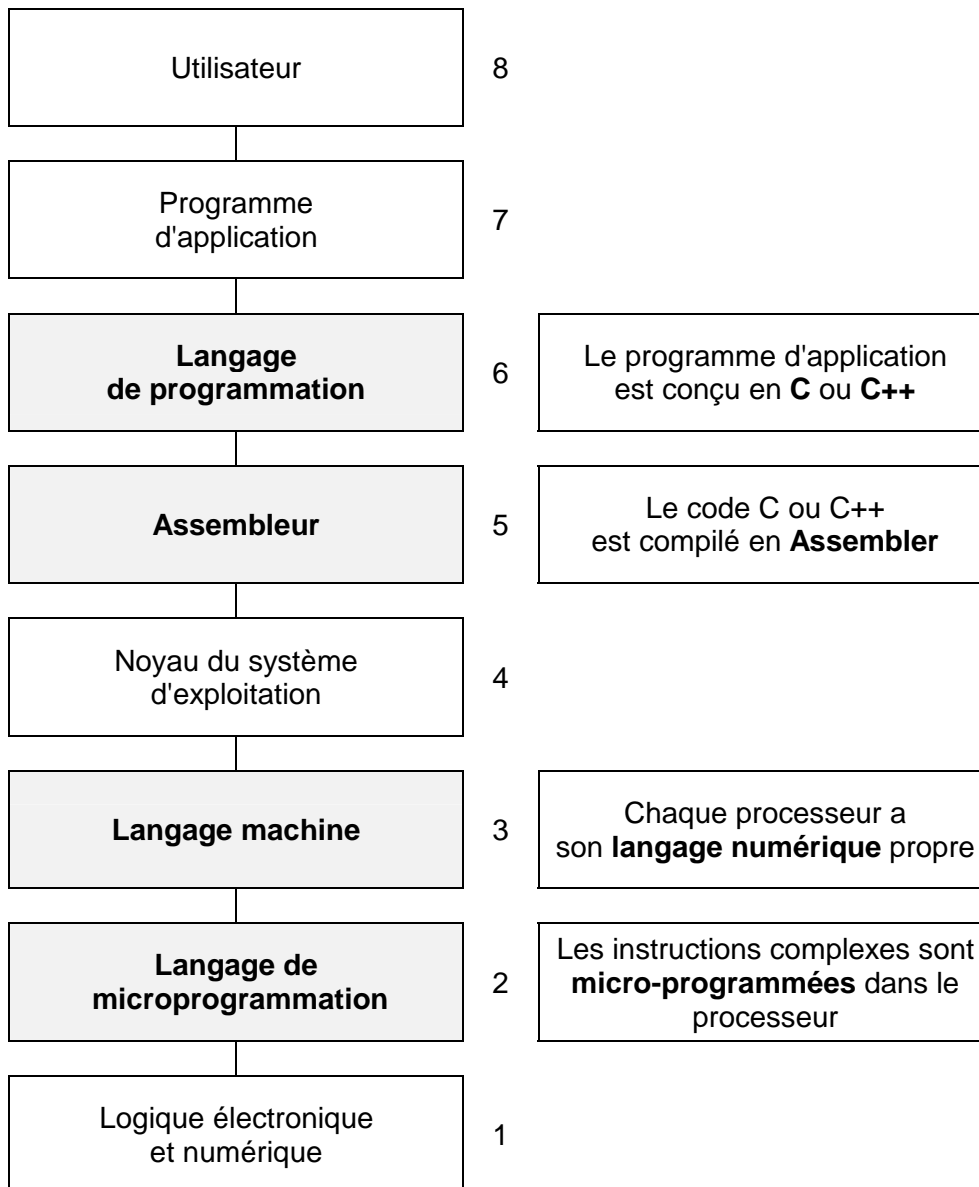 Utilisateur
8
Programme
d'application
7
Langage
de programmation
6
Le programme d'application
est conçu en C ou C++
Assembleur
5
Le code C ou C++
est compilé en Assembler
Noyau du système
d'exploitation
4
Langage machine
3
Chaque processeur a
son langage numérique propre
Langage de
microprogrammation
2
Les instructions complexes sont
micro-programmées dans le
processeur
Logique électronique
et numérique
1